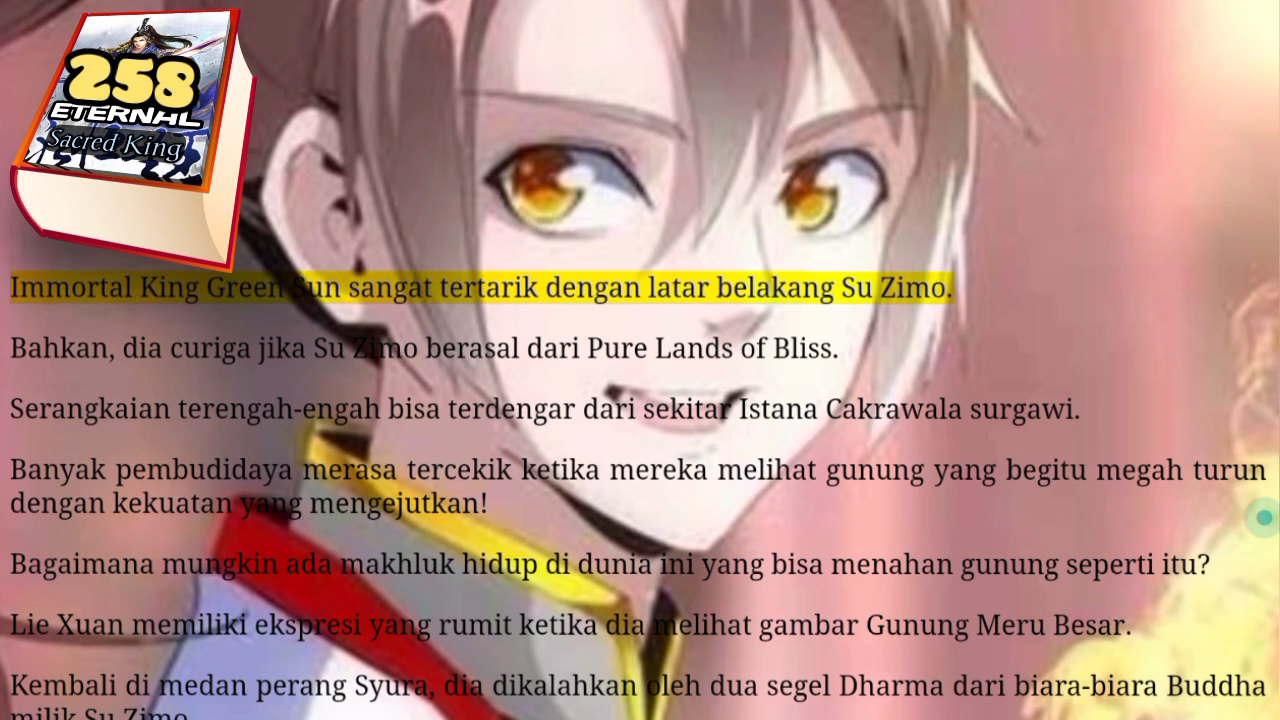 258
ETERNAL
Sacred King
Immortal King Green Sun sangat tertarik dengan latar belakang Su Zimo.
Bahkan, dia curiga jika Su Zimo berasal dari Pure Lands of Bliss.
Serangkaian terengah-engah bisa terdengar dari sekitar Istana Cakrawala surgawi.
Banyak pembudidaya merasa tercekik ketika mereka melihat gunung yang begitu megah turun
dengan kekuatan yang mengejutkan!
Bagaimana mungkin ada makhluk hidup di dunia ini yang bisa menahan gunung seperti itu?
Lie Xuan memiliki ekspresi yang rumit ketika dia melihat gambar Gunung Meru Besar.
Kembali di medan perang Syura, dia dikalahkan oleh dua segel Dharma dari biara-biara Buddha
milik Su Zimo